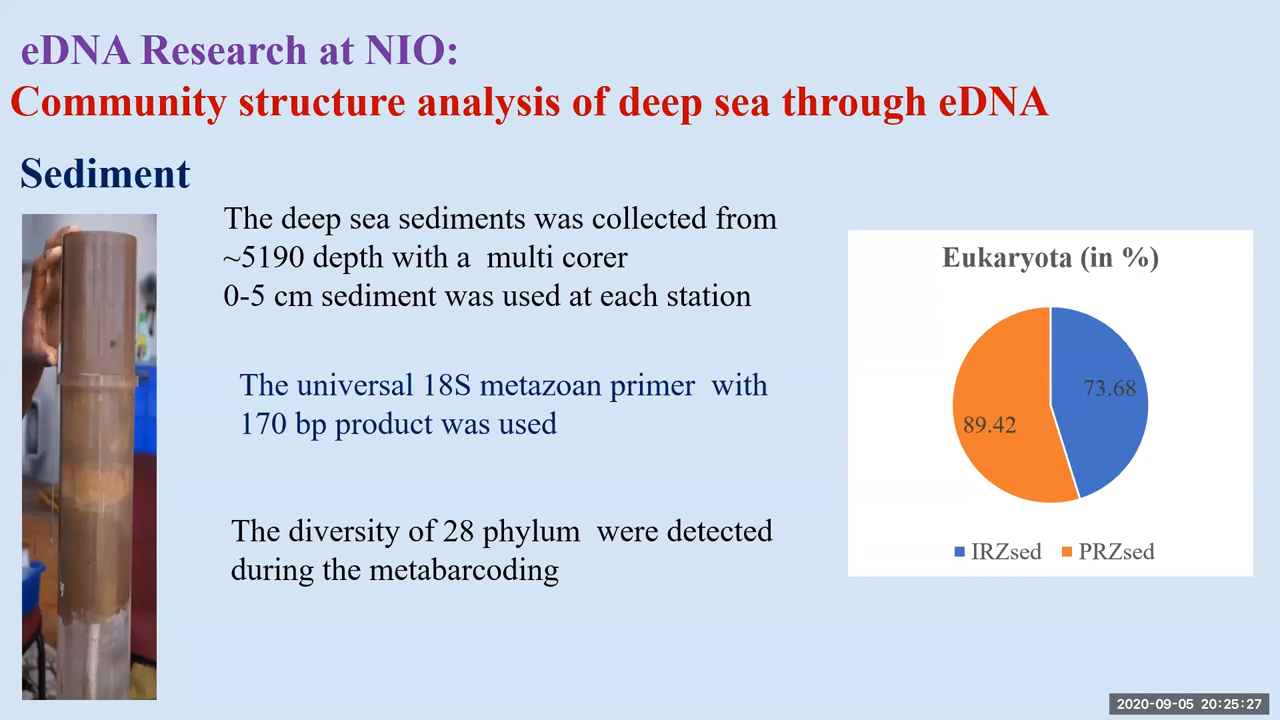 eDNA Research at NIO:
Community structure analysis of deep sea through eDNA
Sediment
The deep sea sediments was collected from
~5190 depth with a multi corer
0-5 cm sediment was used at each station
The universal 18S metazoan primer with
170 bp product was used
The diversity of 28 phylum were detected
during the metabarcoding
Eukaryota (in %)
73.68
89.42
IRZsed PRZsed
2020-09-05 20:25:27